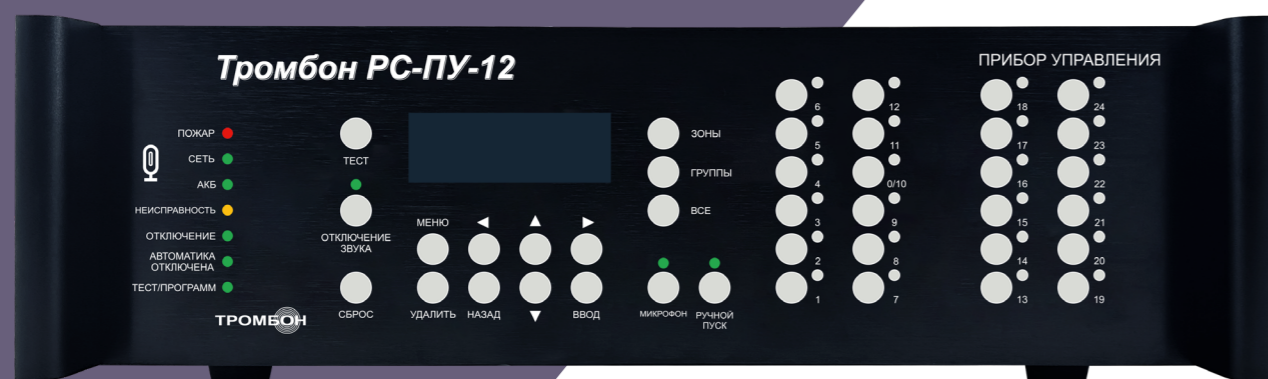 Тромбон РС-ПУ-12
ПРИБОР УПРАВЛЕНИЯ
ПОЖАР
СЕТЬ
АКБ
НЕИСПРАВНОСТЬ
ОТКЛЮЧЕНИЕ
АВТОМАТИКА
ОТКЛЮЧЕНА
ТЕСТ/ПРОГРАММ
ТРОМБОН
ТЕСТ
ОТКЛЮЧЕНИЕ
ЗВУКА
СБРОС
МЕНЮ ◀ ▲ ▶
УДАЛИТЬ НАЗАД ▼ ВВОД
ЗОНЫ
ГРУППЫ
ВСЕ
МИКРОФОН
РУЧНОЙ
ПУСК
6 12 18 24
5 11 17 23
4 0/10 16 22
3 9 15 21
2 8 14 20
1 7 13 19